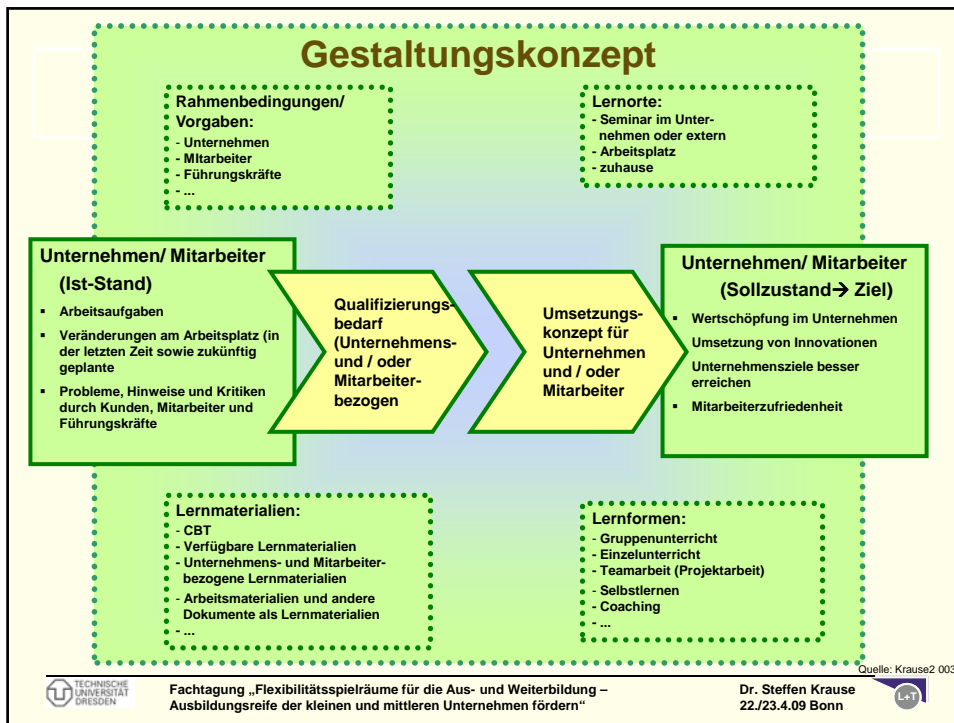 Gestaltungskonzept
Rahmenbedingungen/
Vorgaben:
- Unternehmen
- MItarbeiter
- Führungskräfte
- ...
Lernorte:
- Seminar im Unter-
nehmen oder extern
- Arbeitsplatz
- zuhause
Unternehmen/ Mitarbeiter
(Ist-Stand)
▪ Arbeitsaufgaben
▪ Veränderungen am Arbeitsplatz (in
der letzten Zeit sowie zukünftig
geplante
▪ Probleme, Hinweise und Kritiken
durch Kunden, Mitarbeiter und
Führungskräfte
Qualifizierungs-
bedarf
(Unternehmens-
und / oder
Mitarbeiter-
bezogen
Umsetzungs-
konzept für
Unternehmen
und / oder
Mitarbeiter
Unternehmen/ Mitarbeiter
(Sollzustand→ Ziel)
▪ Wertschöpfung im Unternehmen
Umsetzung von Innovationen
Unternehmensziele besser
erreichen
▪ Mitarbeiterzufriedenheit
Lernmaterialien:
- CBT
- Verfügbare Lernmaterialien
- Unternehmens- und Mitarbeiter-
bezogene Lernmaterialien
- Arbeitsmaterialien und andere
Dokumente als Lernmaterialien
- ...
Lernformen:
- Gruppenunterricht
- Einzelunterricht
- Teamarbeit (Projektarbeit)
- Selbstlernen
- Coaching
- ...
Quelle: Krause2 003
TECHNISCHE
UNIVERSITÄT
DRESDEN
Fachtagung „Flexibilitätsspielräume für die Aus- und Weiterbildung –
Ausbildungsreife der kleinen und mittleren Unternehmen fördern“
Dr. Steffen Krause
22./23.4.09 Bonn
L+T